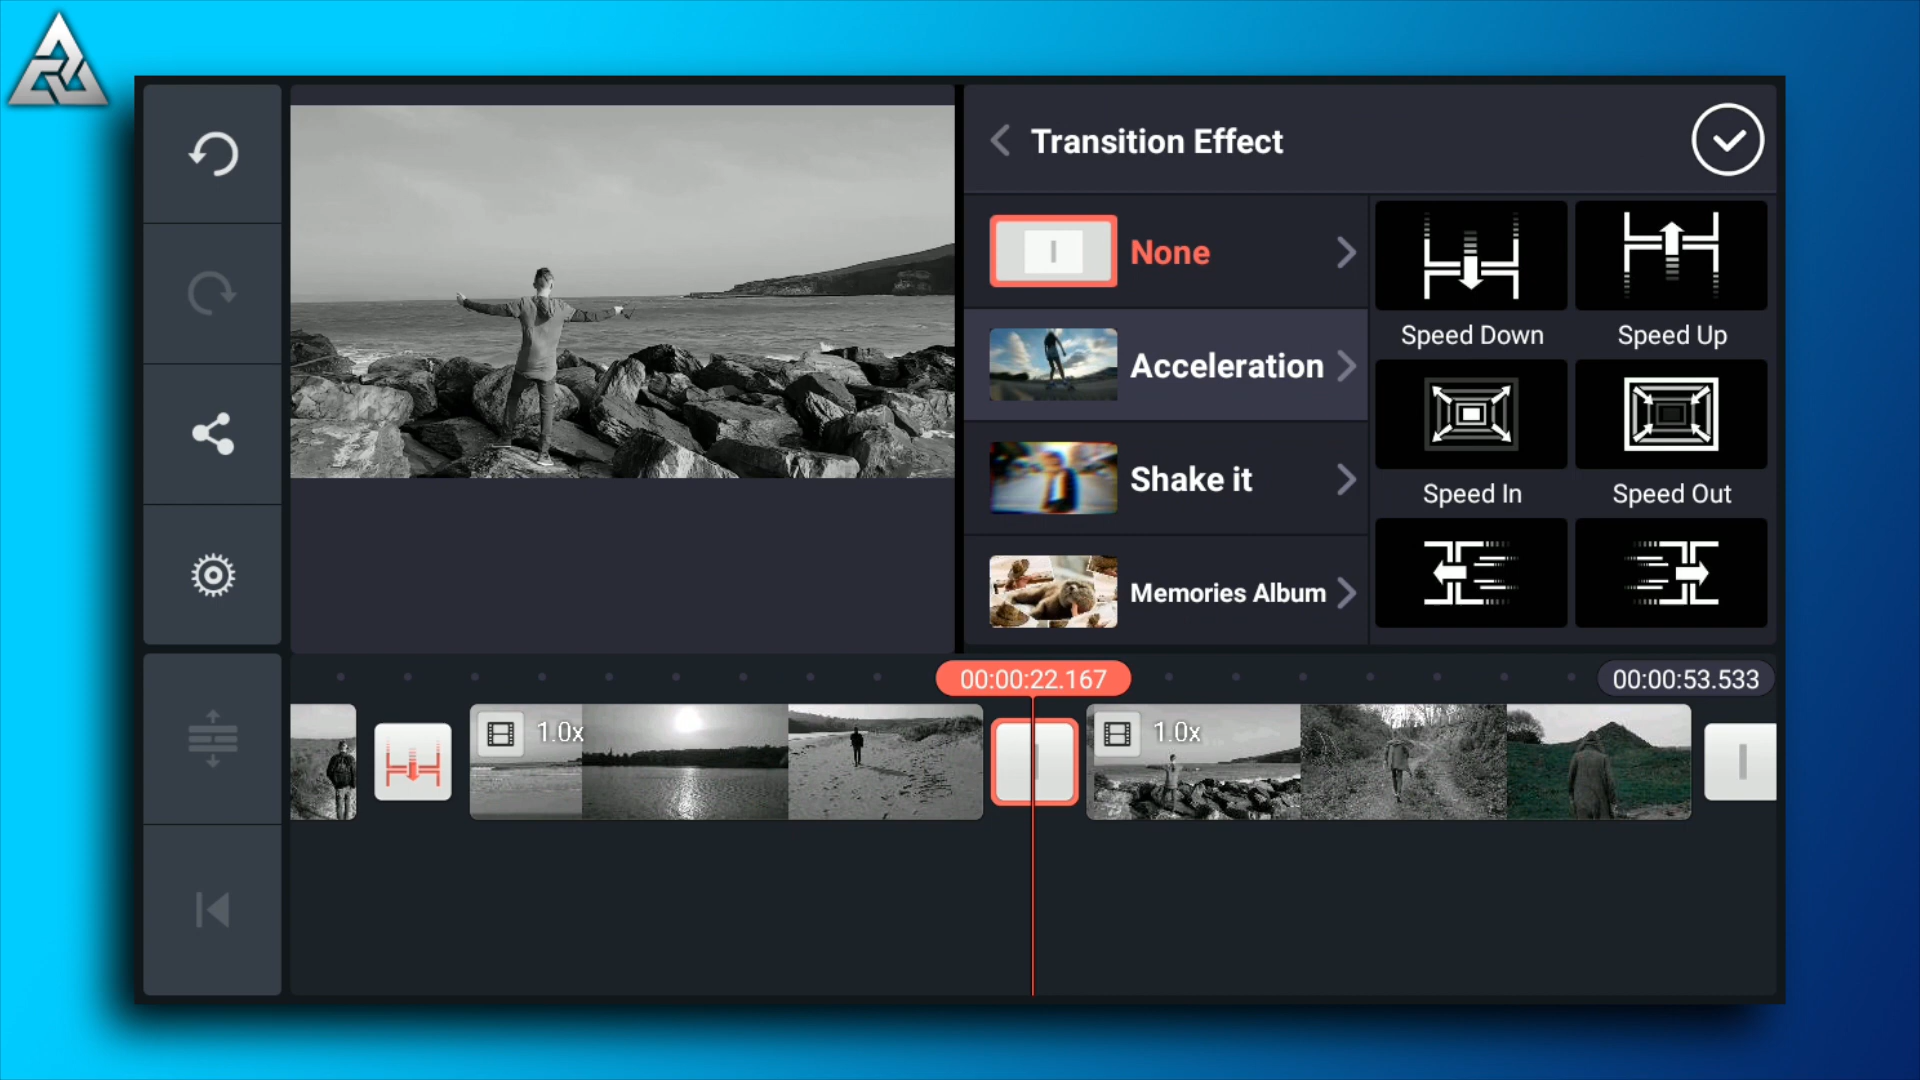 Transition Effect
None
Acceleration
Shake it
Memories Album
Speed Down
Speed Up
Speed In
Speed Out
00:00:22.167
00:00:53.533
1.0x
1.0x